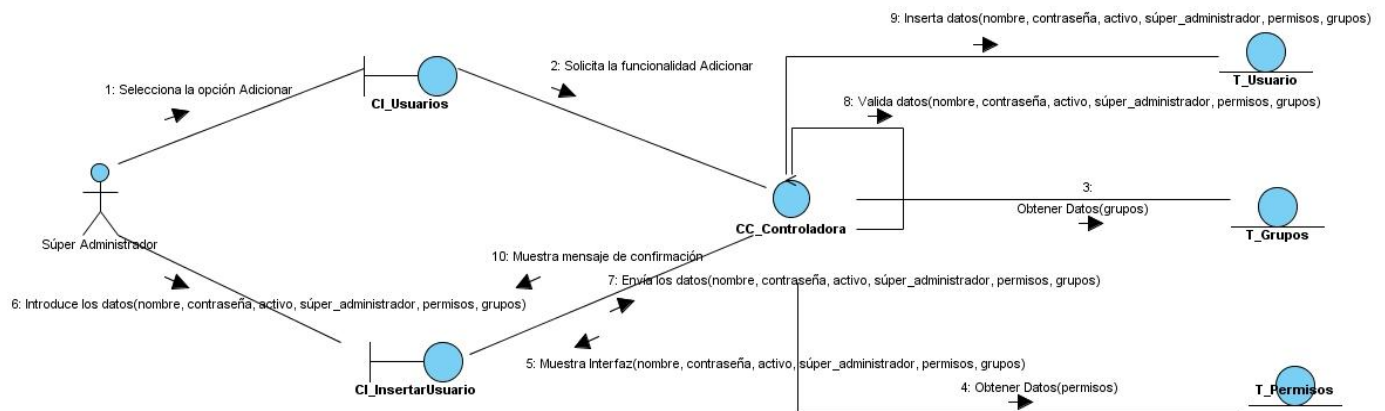 9: Inserta datos(nombre, contraseña, activo, súper_administrador, permisos, grupos)
T_Usuario
2: Solicita la funcionalidad Adicionar
1: Selecciona la opción Adicionar
CI_Usuarios
8: Valida datos(nombre, contraseña, activo, súper_administrador, permisos, grupos)
3:
Obtener Datos(grupos)
CC_Controladora
T_Grupos
Súper Administrador
10: Muestra mensaje de confirmación
7: Envía los datos(nombre, contraseña, activo, súper_administrador, permisos, grupos)
6: Introduce los datos(nombre, contraseña, activo, súper_administrador, permisos, grupos)
5: Muestra Interfaz(nombre, contraseña, activo, súper_administrador, permisos, grupos)
CI_InsertarUsuario
4: Obtener Datos(permisos)
T_Permisos